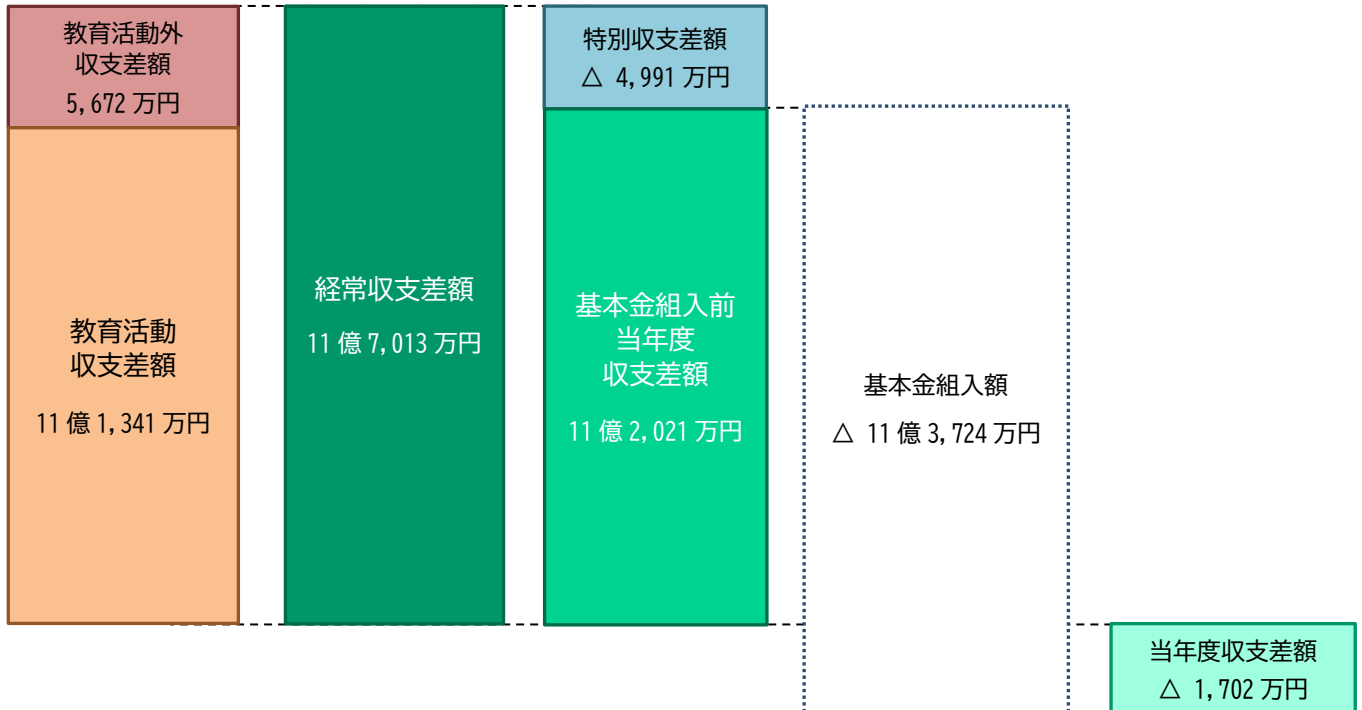 教育活動外
収支差額
5,672 万円
教育活動
収支差額
11 億 1,341 万円
経常収支差額
11 億 7,013 万円
特別収支差額
△ 4,991 万円
基本金組入前
当年度
収支差額
11 億 2,021 万円
基本金組入額
△ 11 億 3,724 万円
当年度収支差額
△ 1,702 万円